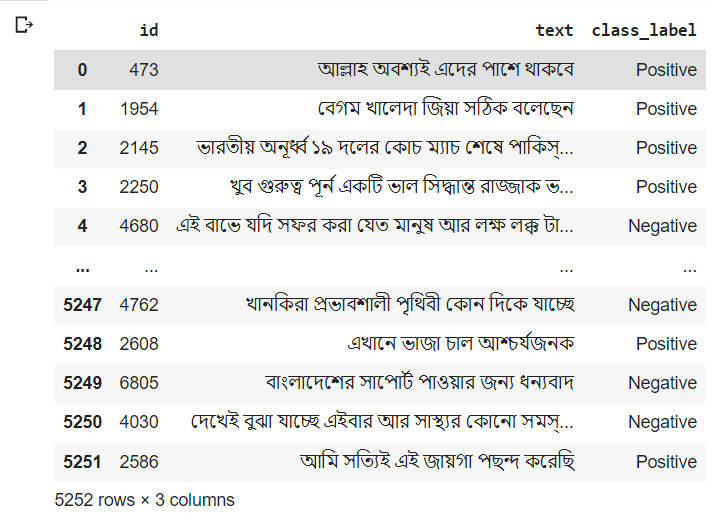 id text class_label
0 473 আল্লাহ অবশ্যই এদের পাশে থাকবে Positive
1 1954 বেগম খালেদা জিয়া সঠিক বলেছেন Positive
2 2145 ভারতীয় অনূর্ধ্ব ১৯ দলের কোচ ম্যাচ শেষে পাকিস্... Positive
3 2250 খুব গুরুত্ব পূর্ন একটি ভাল সিদ্ধান্ত রাজ্জাক ভ... Positive
4 4680 এই বাভে যদি সফর করা যেত মানুষ আর লক্ষ লক্ক টা... Negative
... ... ... ...
5247 4762 খানকিরা প্রভাবশালী পৃথিবী কোন দিকে যাচ্ছে Negative
5248 2608 এখানে ভাজা চাল আশ্চর্যজনক Positive
5249 6805 বাংলাদেশের সাপোর্ট পাওয়ার জন্য ধন্যবাদ Negative
5250 4030 দেখেই বুঝা যাচ্ছে এইবার আর সাস্থ্যর কোনো সমস্... Negative
5251 2586 আমি সত্যিই এই জায়গা পছন্দ করেছি Positive
5252 rows × 3 columns